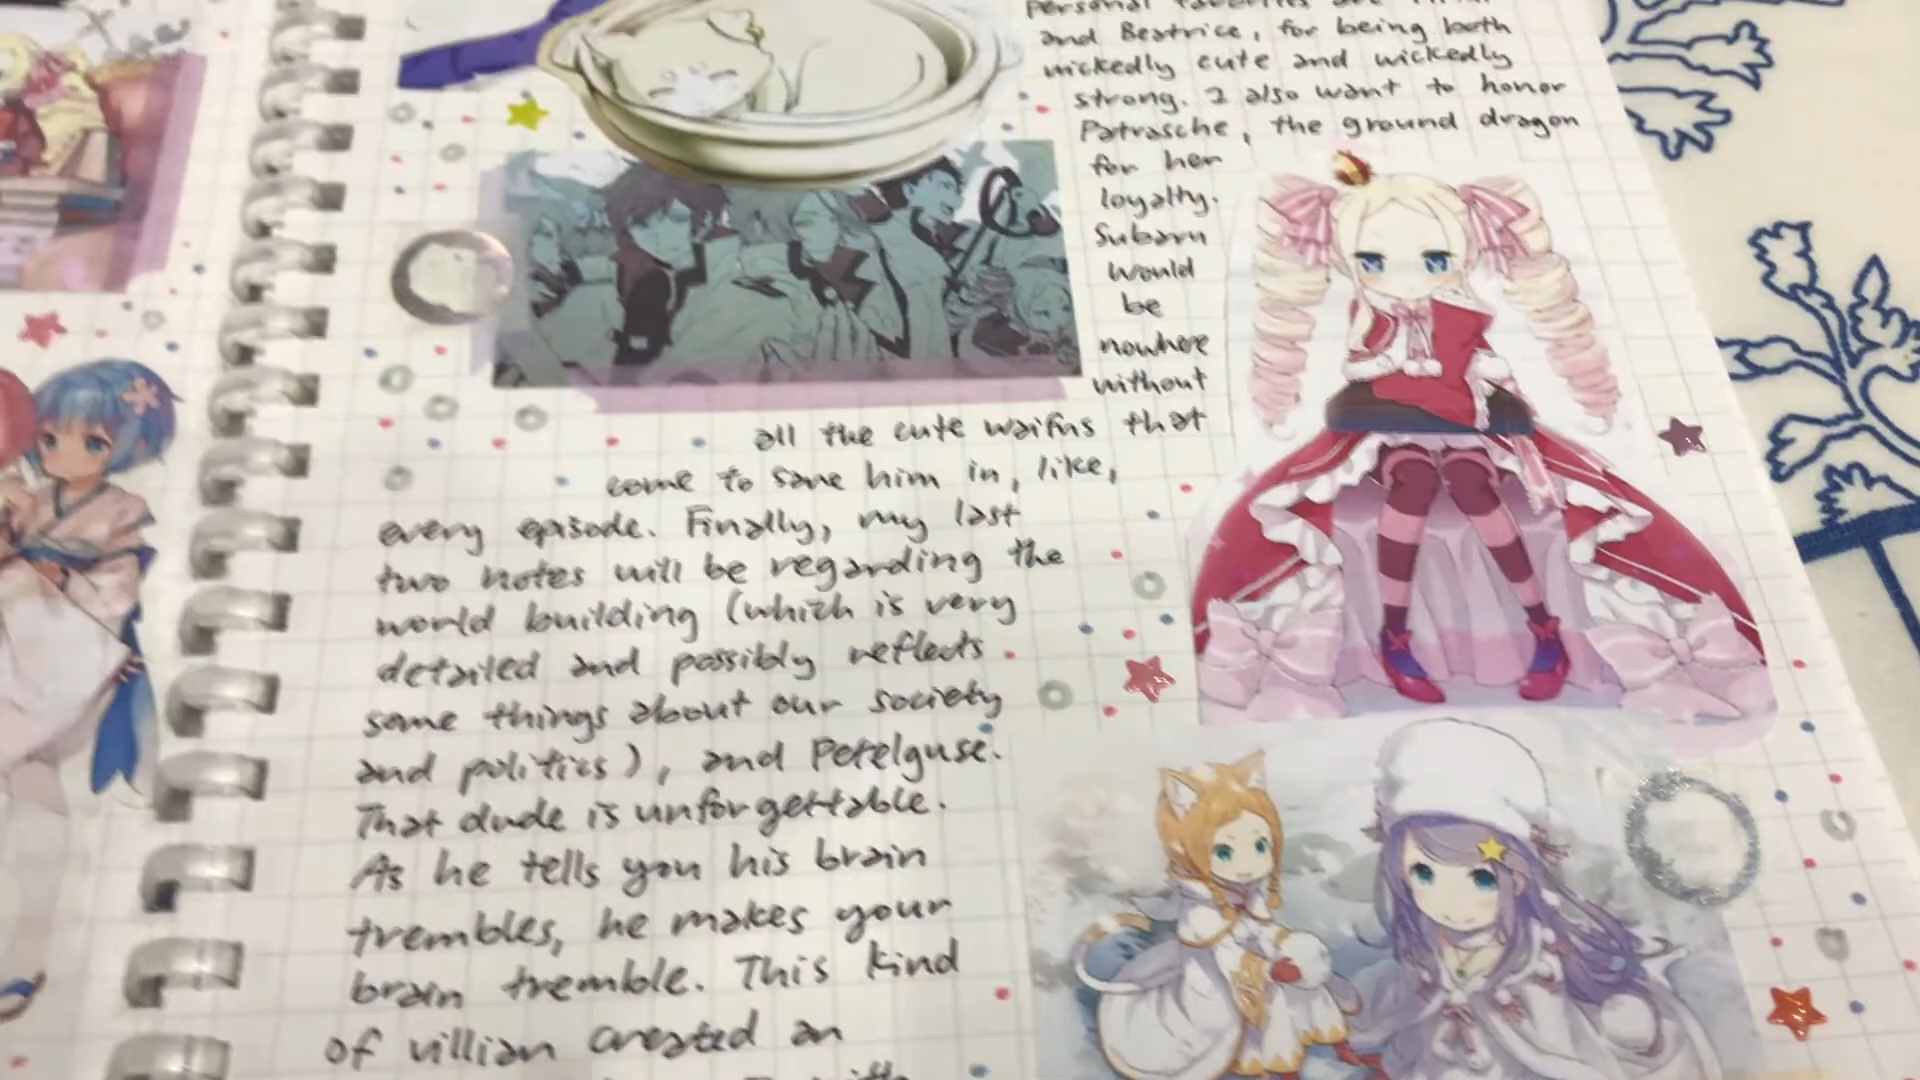 personal favorites are
and Beatrice, for being both
wickedly cute and wickedly
strong. I also want to honor
Patrasche, the ground dragon
for her
loyalty.
Subaru
would
be
nowhere
without
all the cute waifus that
come to save him in, like,
every episode. Finally, my last
two notes will be regarding the
world building (which is very
detailed and possibly reflects
some things about our society
and politics), and Petelguse.
That dude is unforgettable.
As he tells you his brain
trembles, he makes your
brain tremble. This kind
of villian created an